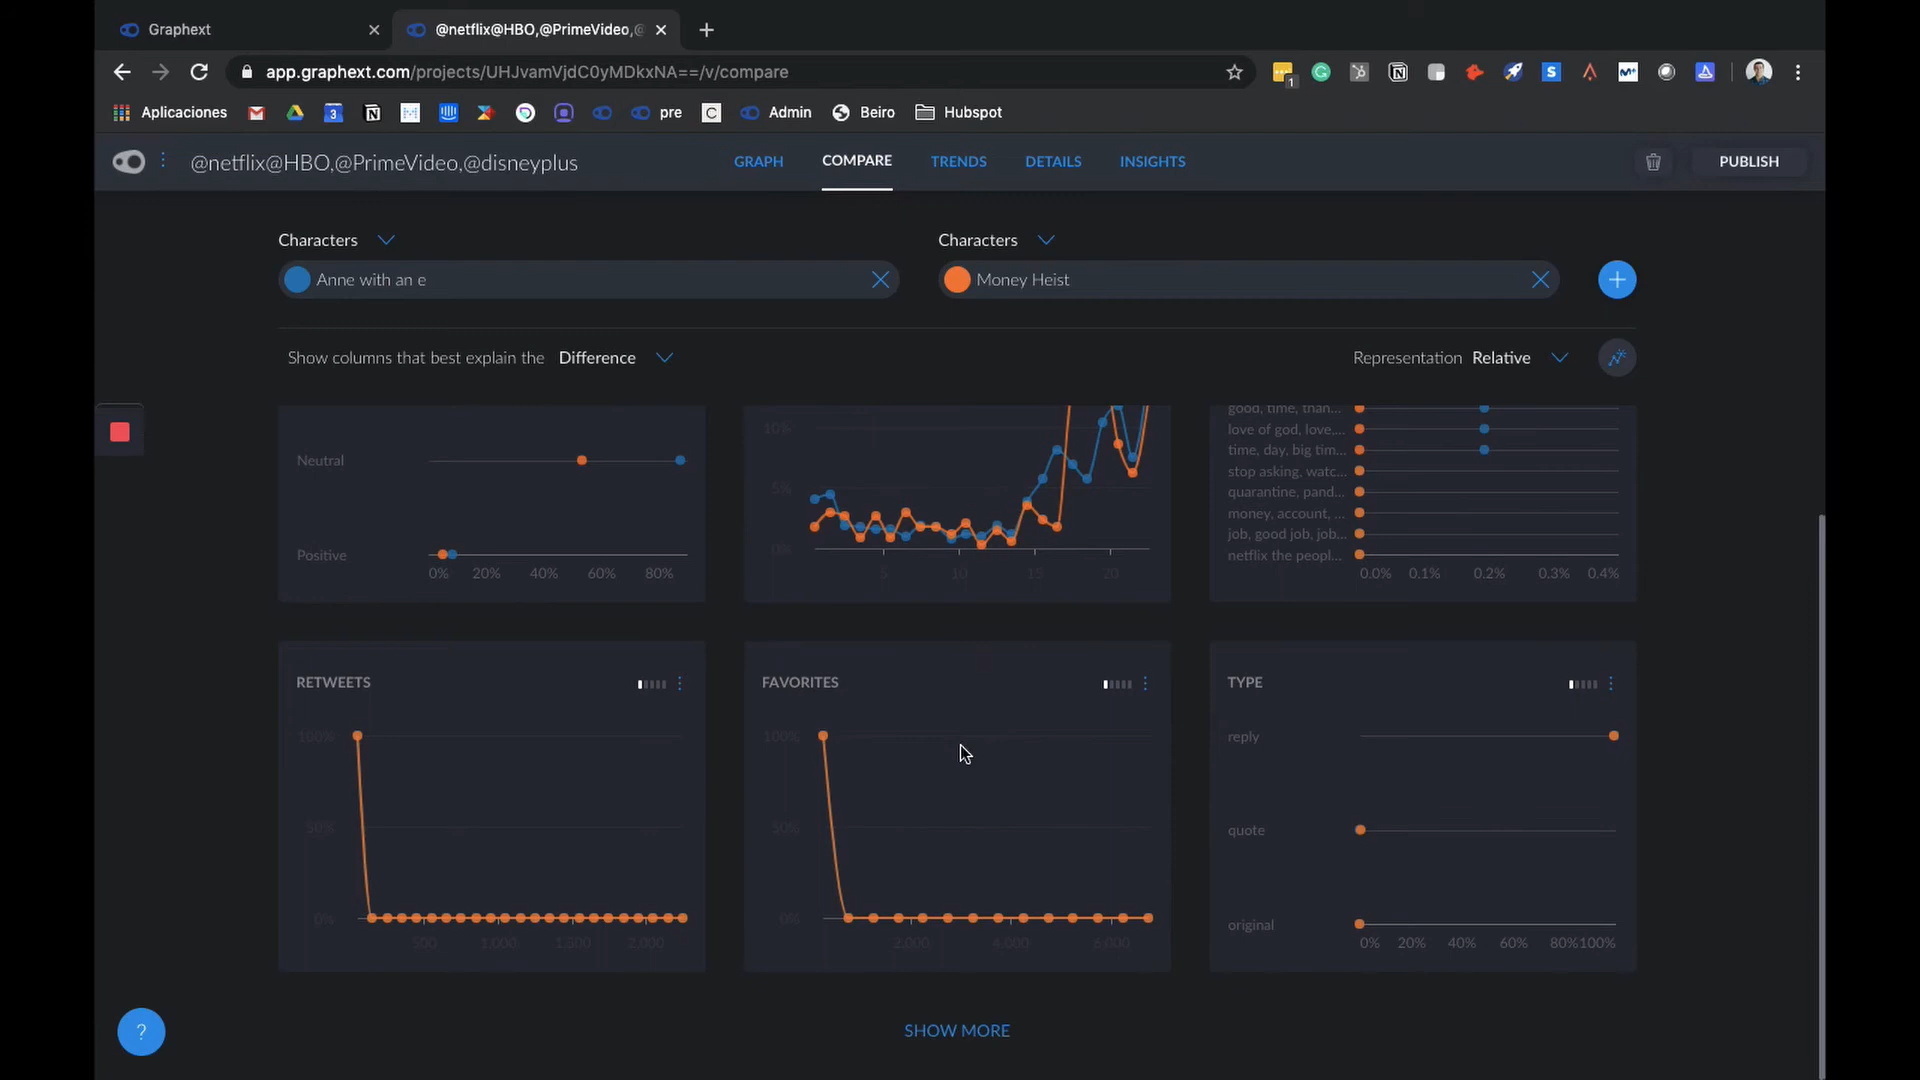 Graphext
@netflix@HBO,@PrimeVideo,@
app.graphext.com/projects/UHJvamVjdC0yMDkxNA==/v/compare
1
Aplicaciones
3
pre
C
Admin
Beiro
Hubspot
@netflix@HBO,@PrimeVideo,@disneyplus
GRAPH
COMPARE
TRENDS
DETAILS
INSIGHTS
PUBLISH
Characters
Characters
Anne with an e
Money Heist
Show columns that best explain the Difference
Representation Relative
Neutral
Positive
0% 20% 40% 60% 80%
10%
5%
0%
5 10 15 20
good, time, than...
love of god, love,...
time, day, big tim...
stop asking, watc...
quarantine, pand...
money, account, ...
job, good job, job...
netflix the peopl...
0.0% 0.1% 0.2% 0.3% 0.4%
RETWEETS
100%
50%
0%
500 1,000 1,500 2,000
FAVORITES
100%
50%
0%
2,000 4,000 6,000
TYPE
reply
quote
original
0% 20% 40% 60% 80%100%
SHOW MORE
?